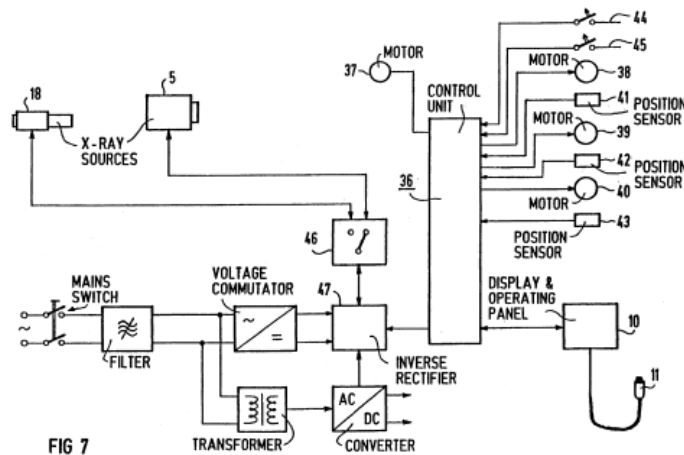 44
45
MOTOR
37
MOTOR
38
5
18
CONTROL
UNIT
41
POSITION
SENSOR
MOTOR
39
X-RAY
SOURCES
42
POSITION
SENSOR
36
40
MOTOR
46
43
POSITION
SENSOR
MAINS
SWITCH
VOLTAGE
COMMUTATOR
47
DISPLAY &
OPERATING
PANEL
10
~
~
=
FILTER
INVERSE
RECTIFIER
11
AC
DC
TRANSFORMER
CONVERTER
FIG 7